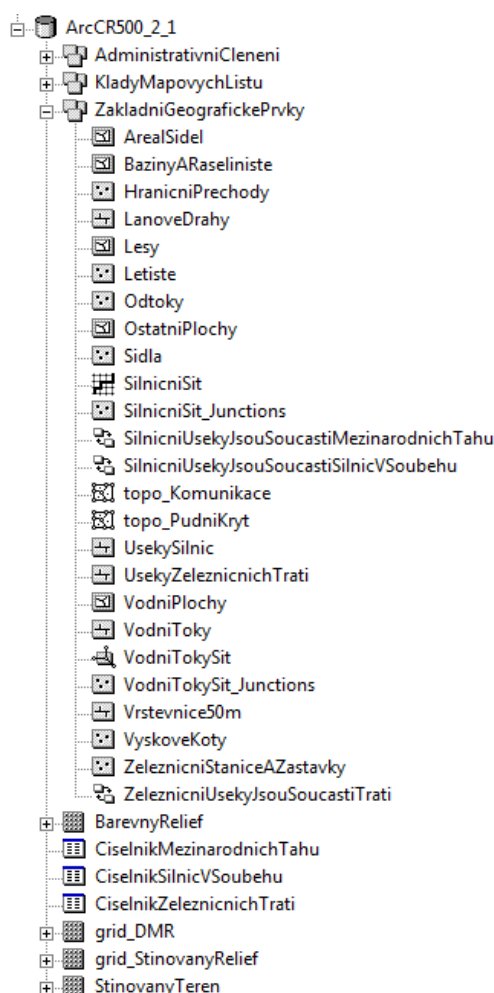 ArcCR500_2_1
AdministrativniCleneni
KladyMapovychListu
ZakladniGeografickePrvky
ArealSidel
BazinyARaseliniste
HranicniPrechody
LanoveDrahy
Lesy
Letiste
Odtoky
OstatniPlochy
Sidla
SilnicniSit
SilnicniSit_Junctions
SilnicniUsekyJsouSoucastiMezinarodnichTahu
SilnicniUsekyJsouSoucastiSilnicVSoubehu
topo_Komunikace
topo_PudniKryt
UsekySilnic
UsekyZeleznicnichTrati
VodniPlochy
VodniToky
VodniTokySit
VodniTokySit_Junctions
Vrstevnice50m
VyskoveKoty
ZeleznicniStaniceAZastavky
ZeleznicniUsekyJsouSoucastiTrati
BarevnyRelief
CiselnikMezinarodnichTahu
CiselnikSilnicVSoubehu
CiselnikZeleznicnichTrati
grid_DMR
grid_StinovanyRelief
StinovanyTeren